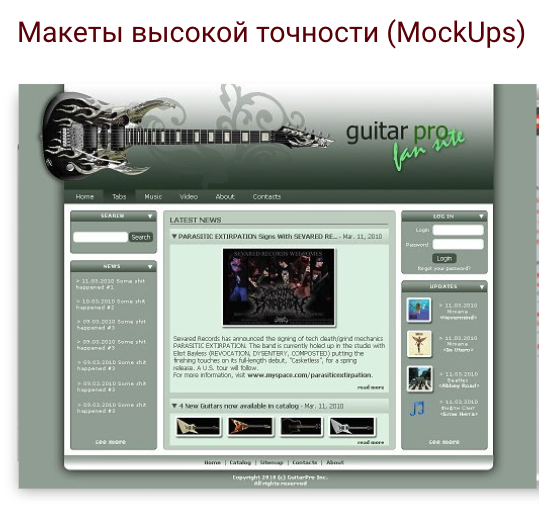 Макеты высокой точности (MockUps)
guitar pro
fan site
Home Tabs Music Video About Contacts
SEARCH
Search
NEWS
> 11.03.2010 Some shit
happened #1
> 10.03.2010 Some shit
happened #2
> 09.03.2010 Some shit
happened #3
> 09.03.2010 Some shit
happened #3
> 09.03.2010 Some shit
happened #3
> 09.03.2010 Some shit
happened #3
> 09.03.2010 Some shit
happened #3
see more
LATEST NEWS
PARASITIC EXTIRPATION Signs With SEVARED RE... - Mar. 11, 2010
SEVARED RECORDS WELCOMES
Sevared Records has announced the signing of tech death/grind mechanics
PARASITIC EXTIRPATION. The band is currently holed up in the studio with
Eliot Bayless (REVOCATION, DYSENTERY, COMPOSTED) putting the
finishing touches on its full-length debut, "Casketless", for a spring
release. A U.S. tour will follow.
For more information, visit www.myspace.com/parasiticextirpation.
read more
4 New Guitars now available in catalog - Mar. 11, 2010
read more
LOG IN
Login
Password
Login
Forgot your password?
UPDATES
> 11.03.2010
Nirvana
<Nevermind>
> 11.03.2010
Nirvana
<In Utero>
> 11.03.2010
Beatles
<Abbey Road>
> 11.03.2010
see more
Home | Catalog | Sitemap | Contacts | About
Copyright 2010 (c) GuitarPro Inc.
All rights reserved